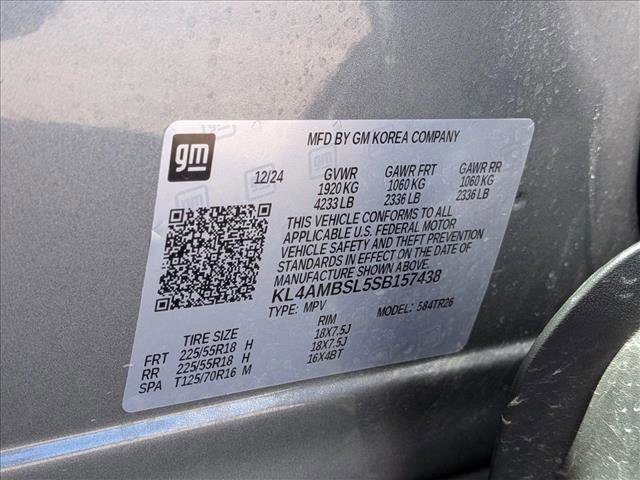 gm
MFD BY GM KOREA COMPANY
12/24 GVWR GAWR FRT GAWR RR
1920 KG 1060 KG 1060 KG
4233 LB 2336 LB 2336 LB
THIS VEHICLE CONFORMS TO ALL
APPLICABLE U.S. FEDERAL MOTOR
VEHICLE SAFETY AND THEFT PREVENTION
STANDARDS IN EFFECT ON THE DATE OF
MANUFACTURE SHOWN ABOVE.
KL4AMBSL5SB157438
TYPE: MPV MODEL: 584TR26
TIRE SIZE RIM
FRT 225/55R18 H 18X7.5J
RR 225/55R18 H 18X7.5J
SPA T125/70R16 M 16X4BT